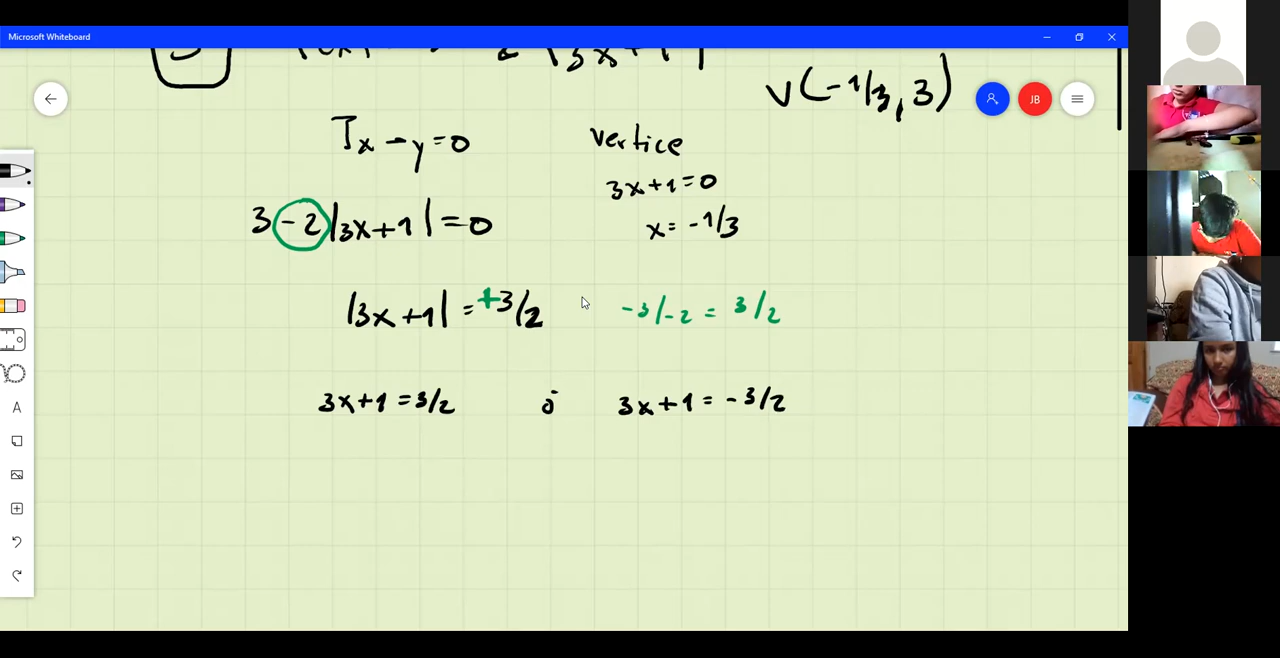 Microsoft Whiteboard
V(-1/3, 3)
JB
Ix → y=0
vertice
3x+1=0
x= -1/3
3 -2|3x+1|=0
|3x+1| = +3/2
-3/-2 = 3/2
3x+1=3/2 ó 3x+1= -3/2
A